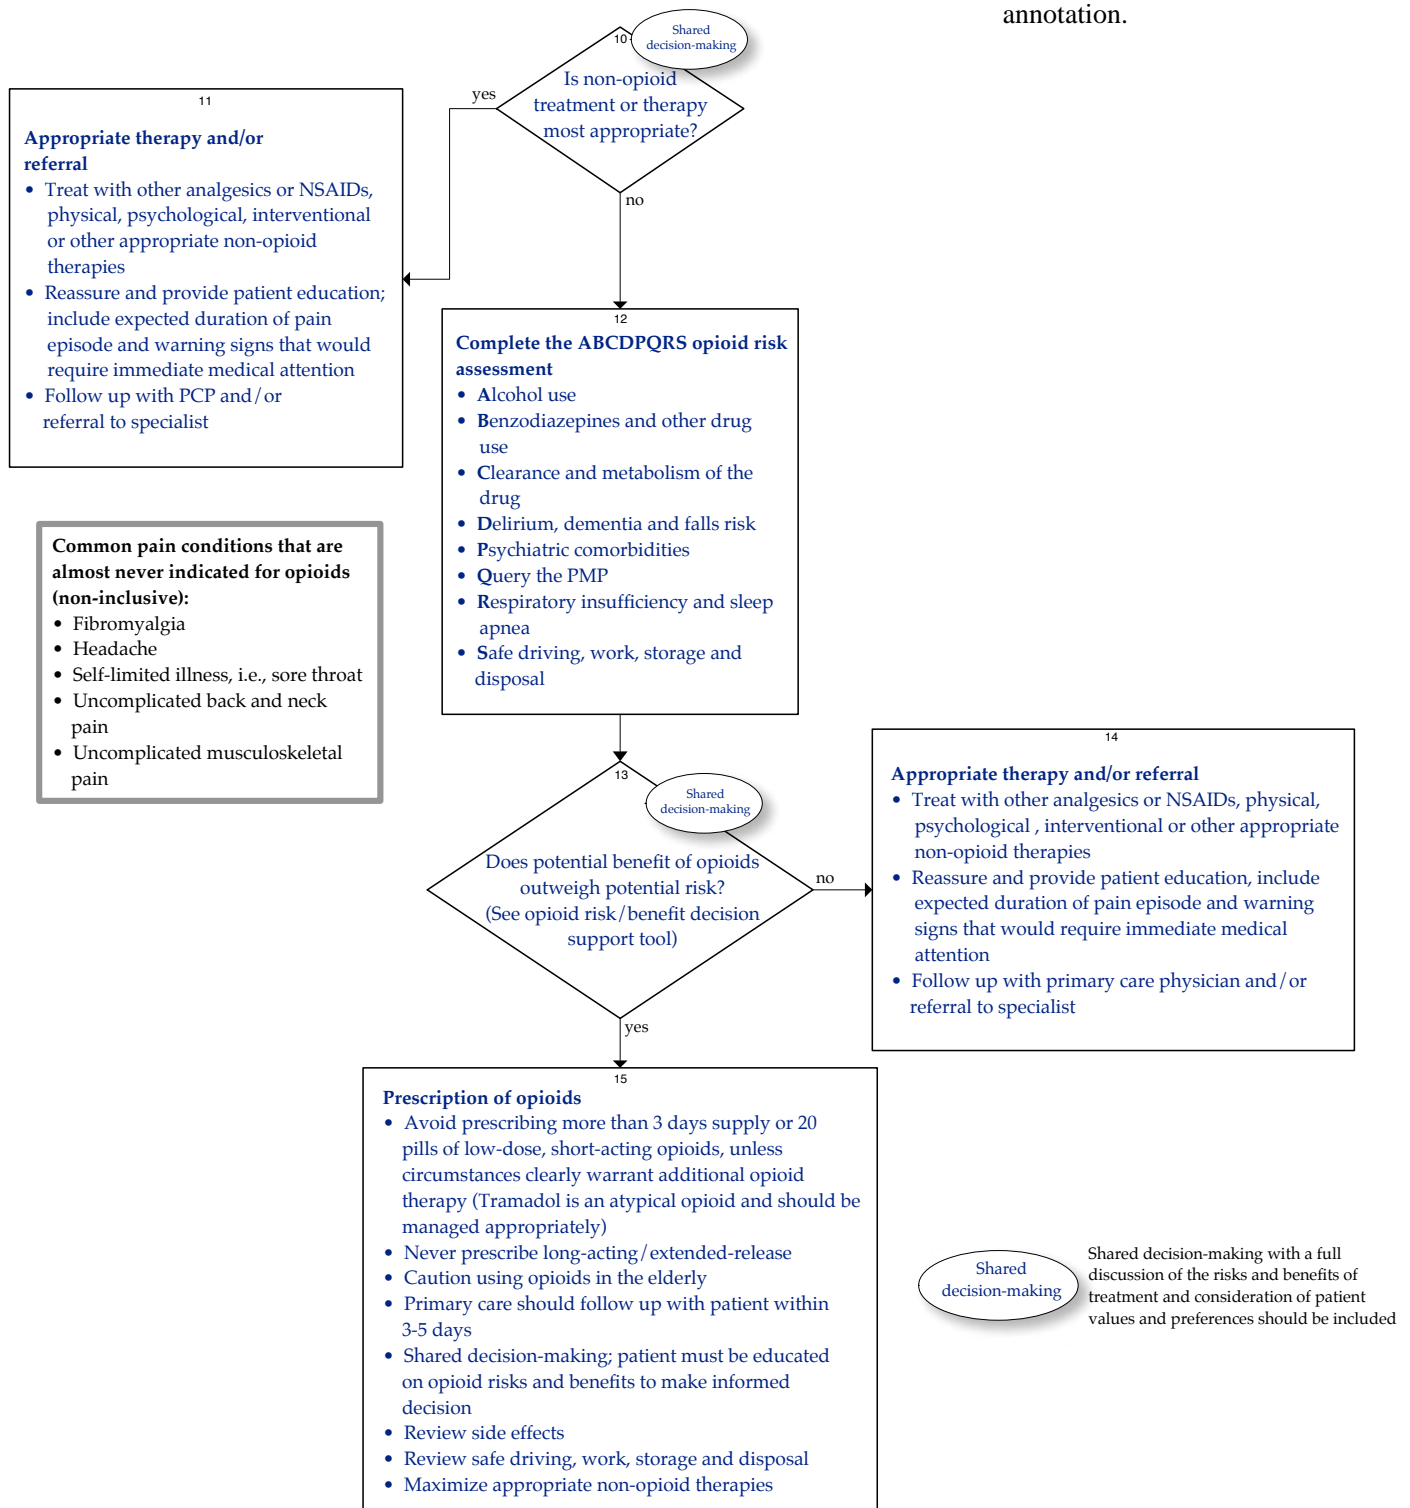 annotation.
10
Shared
decision-making
Is non-opioid
treatment or therapy
most appropriate?
yes
no
11
Appropriate therapy and/or
referral
• Treat with other analgesics or NSAIDs,
physical, psychological, interventional
or other appropriate non-opioid
therapies
• Reassure and provide patient education;
include expected duration of pain
episode and warning signs that would
require immediate medical attention
• Follow up with PCP and/or
referral to specialist
12
Complete the ABCDPQRS opioid risk
assessment
• Alcohol use
• Benzodiazepines and other drug
use
• Clearance and metabolism of the
drug
• Delirium, dementia and falls risk
• Psychiatric comorbidities
• Query the PMP
• Respiratory insufficiency and sleep
apnea
• Safe driving, work, storage and
disposal
Common pain conditions that are
almost never indicated for opioids
(non-inclusive):
• Fibromyalgia
• Headache
• Self-limited illness, i.e., sore throat
• Uncomplicated back and neck
pain
• Uncomplicated musculoskeletal
pain
13
Shared
decision-making
Does potential benefit of opioids
outweigh potential risk?
(See opioid risk/benefit decision
support tool)
no
yes
14
Appropriate therapy and/or referral
• Treat with other analgesics or NSAIDs, physical,
psychological , interventional or other appropriate
non-opioid therapies
• Reassure and provide patient education, include
expected duration of pain episode and warning
signs that would require immediate medical
attention
• Follow up with primary care physician and/or
referral to specialist
15
Prescription of opioids
• Avoid prescribing more than 3 days supply or 20
pills of low-dose, short-acting opioids, unless
circumstances clearly warrant additional opioid
therapy (Tramadol is an atypical opioid and should be
managed appropriately)
• Never prescribe long-acting/extended-release
• Caution using opioids in the elderly
• Primary care should follow up with patient within
3-5 days
• Shared decision-making; patient must be educated
on opioid risks and benefits to make informed
decision
• Review side effects
• Review safe driving, work, storage and disposal
• Maximize appropriate non-opioid therapies
Shared
decision-making
Shared decision-making with a full
discussion of the risks and benefits of
treatment and consideration of patient
values and preferences should be included